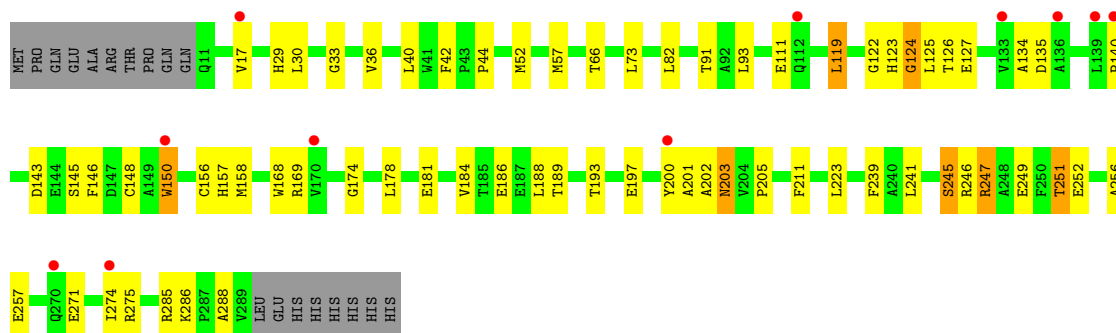 MET PRO GLN GLU ALA ARG THR PRO GLN GLN Q11 V17 H29 L30 G33 V36 L40 W41 F42 P43 P44 M52 M57 T66 L73 L82 T91 A92 L93 E111 Q112 L119 G122 H123 G124 L125 T126 E127 V133 A134 D135 A136 L139
D143 E144 S145 F146 D147 C148 A149 W150 C156 H157 M158 W168 R169 V170 G174 L178 E181 V184 T185 E186 E187 L188 T189 T193 E197 Y200 A201 A202 N203 V204 P205 F211 L223 F239 A240 L241 S245 R246 R247 A248 E249 F250 T251 E252 A256
E257 Q270 E271 I274 R275 R285 K286 P287 A288 V289 LEU GLU HIS HIS HIS HIS HIS HIS